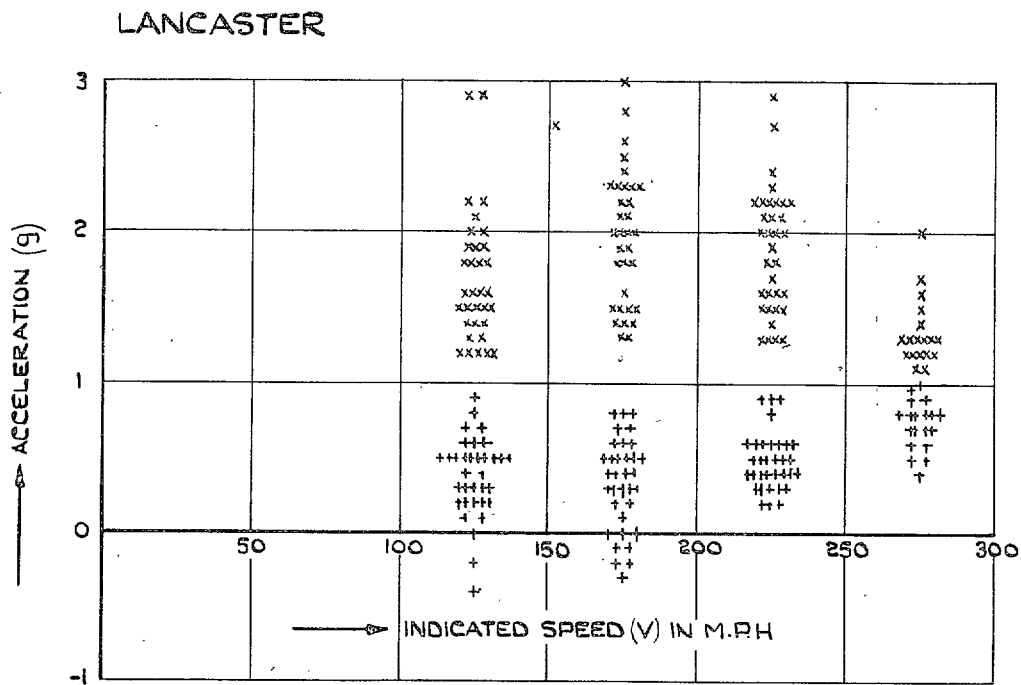 LANCASTER
3
2
1
0
-1
50 100 150 200 250 300
ACCELERATION (g)
INDICATED SPEED (V) IN M.P.H